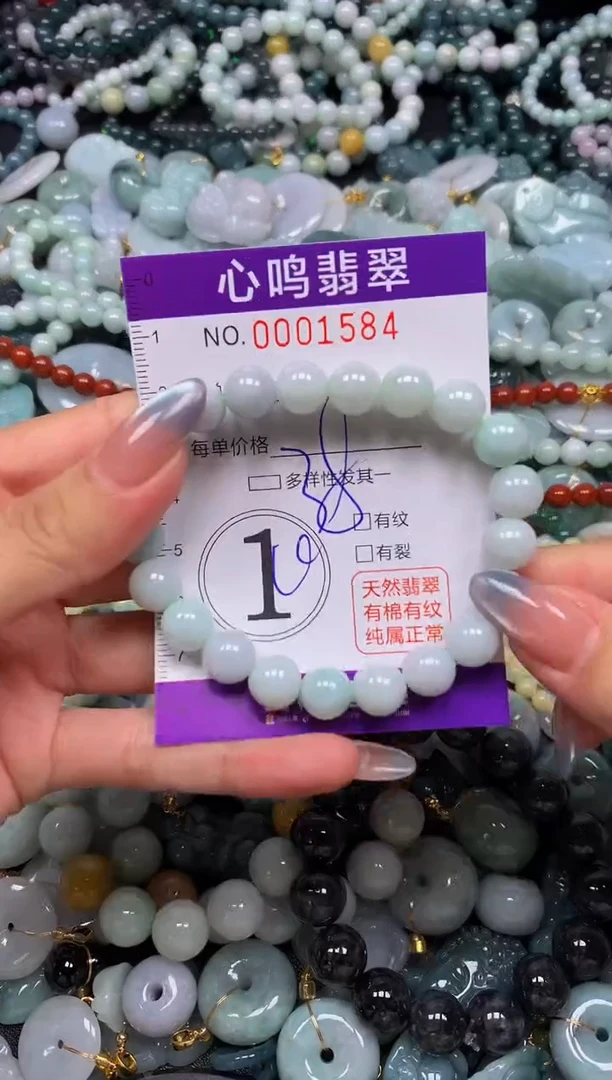 心鸣翡翠
NO.0001584
每单价格
多样性发其一
有纹
1
有裂
天然翡翠
有棉有纹
纯属正常